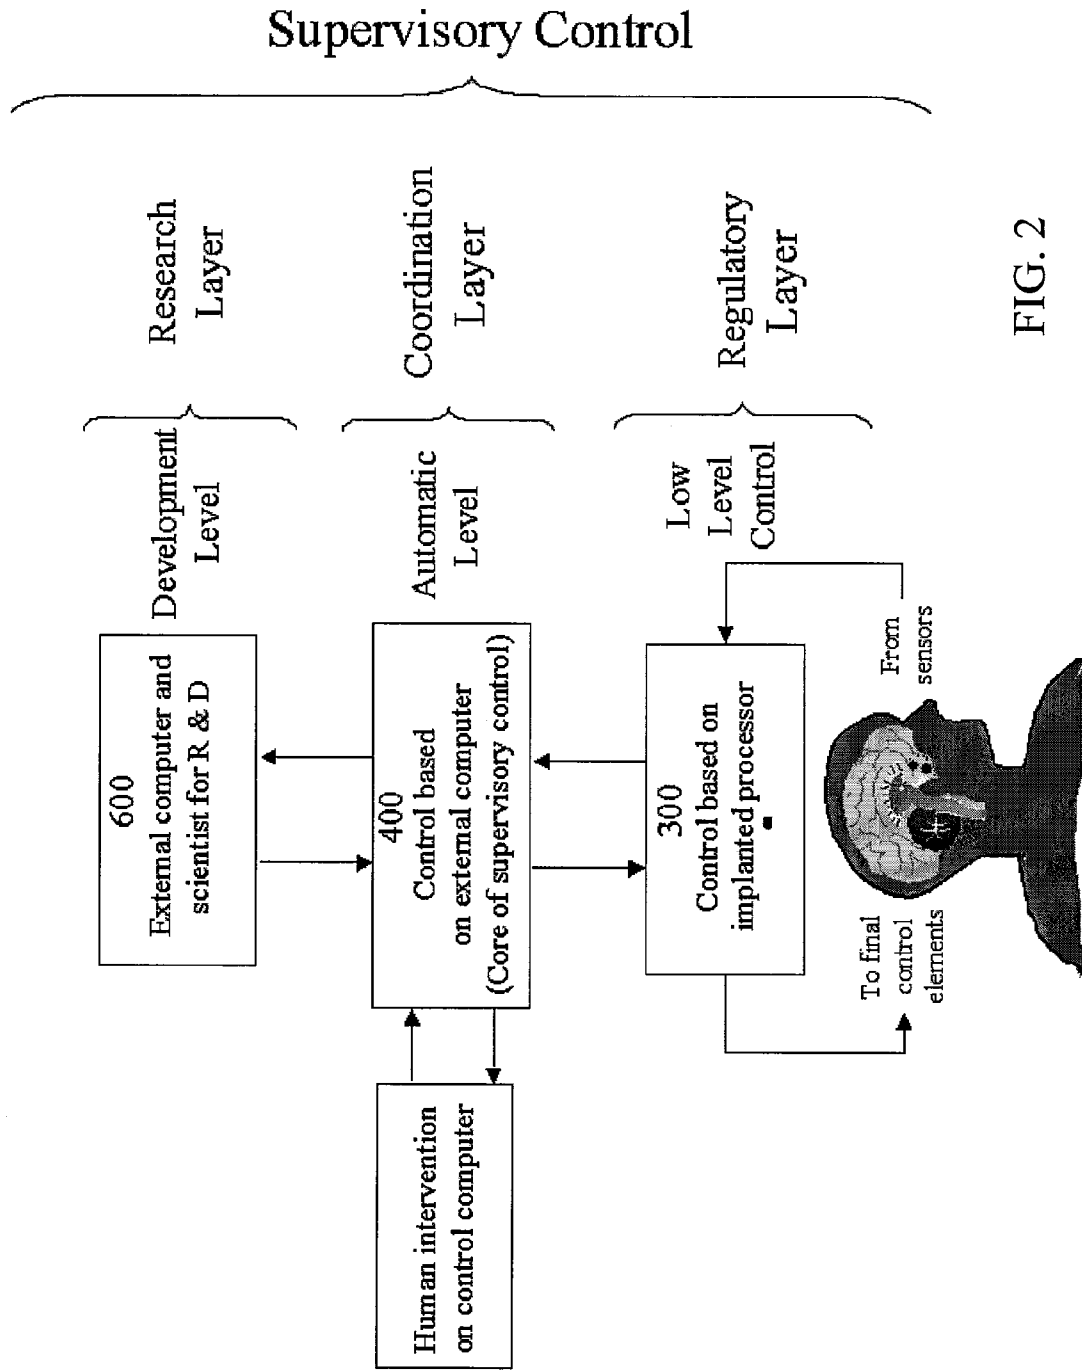 Supervisory Control
Research
Layer
Coordination
Layer
Regulatory
Layer
Development
Level
Automatic
Level
Low
Level
Control
600
External computer and
scientist for R & D
400
Control based
on external computer
(Core of supervisory control)
300
Control based on
implanted processor
Human intervention
on control computer
To final
control
elements
From
sensors
FIG. 2